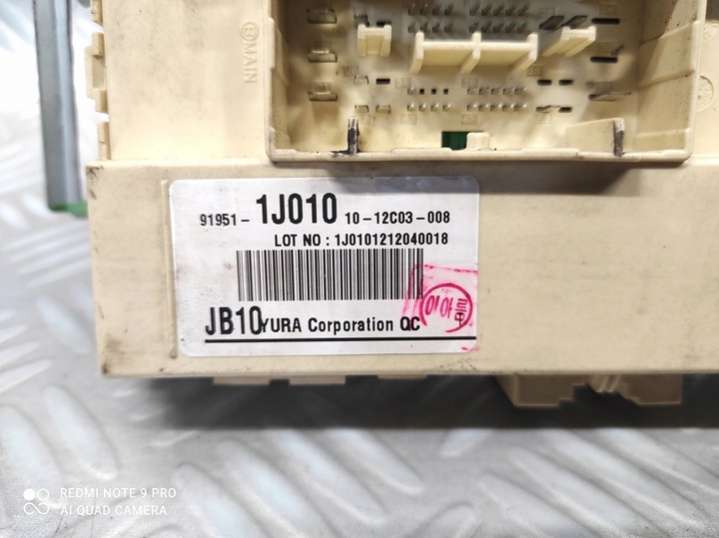 B MAIN
91951-1J010 10-12C03-008
LOT NO : 1J0101212040018
JB10 YURA Corporation QC
REDMI NOTE 9 PRO
AI QUAD CAMERA